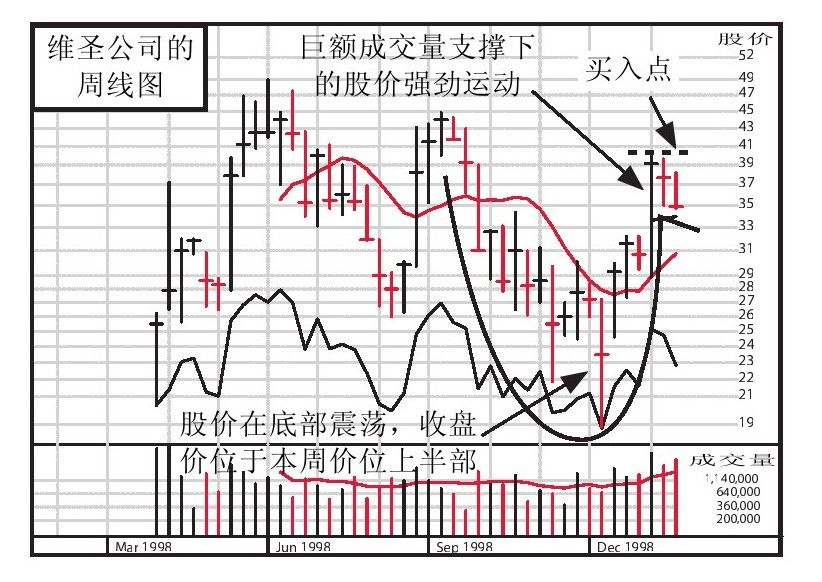 维圣公司的
周线图
巨额成交量支撑下
的股价强劲运动
买入点
股价
52
49
47
45
43
41
39
37
35
33
31
29
28
27
26
25
24
23
22
21
19
股价在底部震荡，收盘
价位于本周价位上半部
成交量
1,140,000
640,000
360,000
200,000
Mar 1998 Jun 1998 Sep 1998 Dec 1998